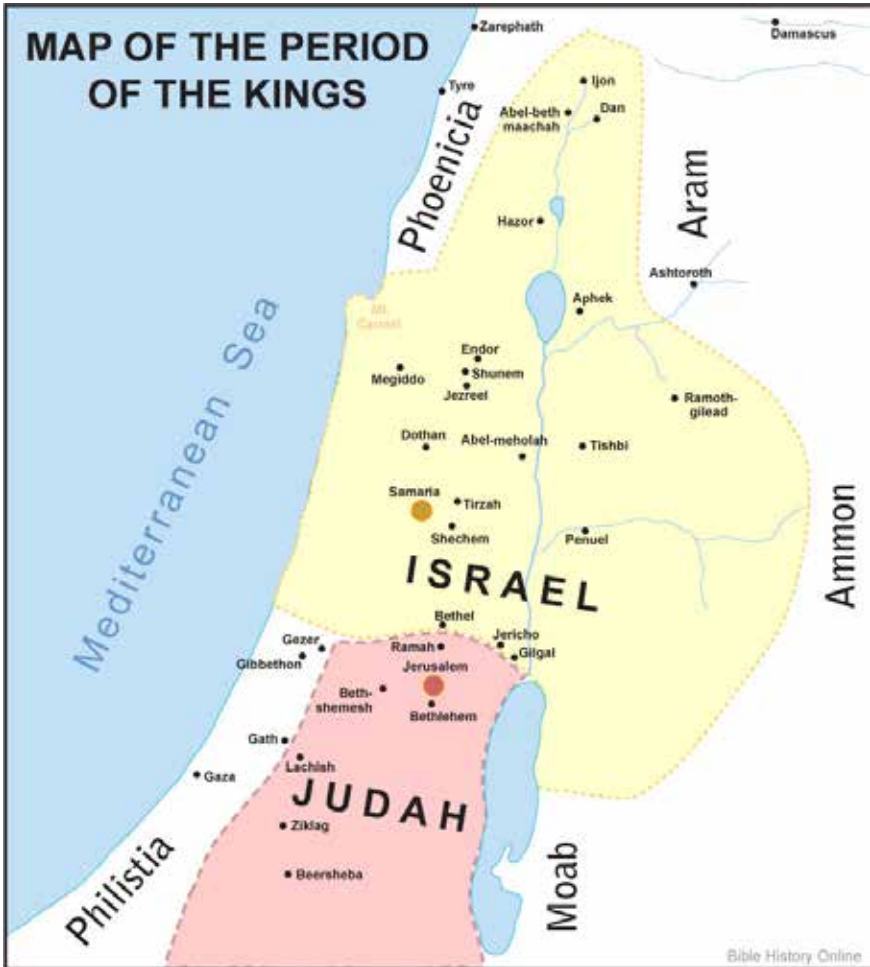 MAP OF THE PERIOD
OF THE KINGS
Zarephath
Damascus
Tyre
Ijon
Abel-beth
maachah
Dan
Phoenicia
Aram
Hazor
Ashtoroth
Aphek
Mt.
Carmel
Mediterranean Sea
Endor
Shunem
Megiddo
Jezreel
Ramoth-
gilead
Dothan
Abel-meholah
Tishbi
Samaria
Tirzah
Shechem
Penuel
Ammon
ISRAEL
Bethel
Gezer
Ramah
Jericho
Gibbethon
Gilgal
Jerusalem
Beth-
shemesh
Bethlehem
Gath
Lachish
Gaza
JUDAH
Ziklag
Philistia
Moab
Beersheba
Bible History Online